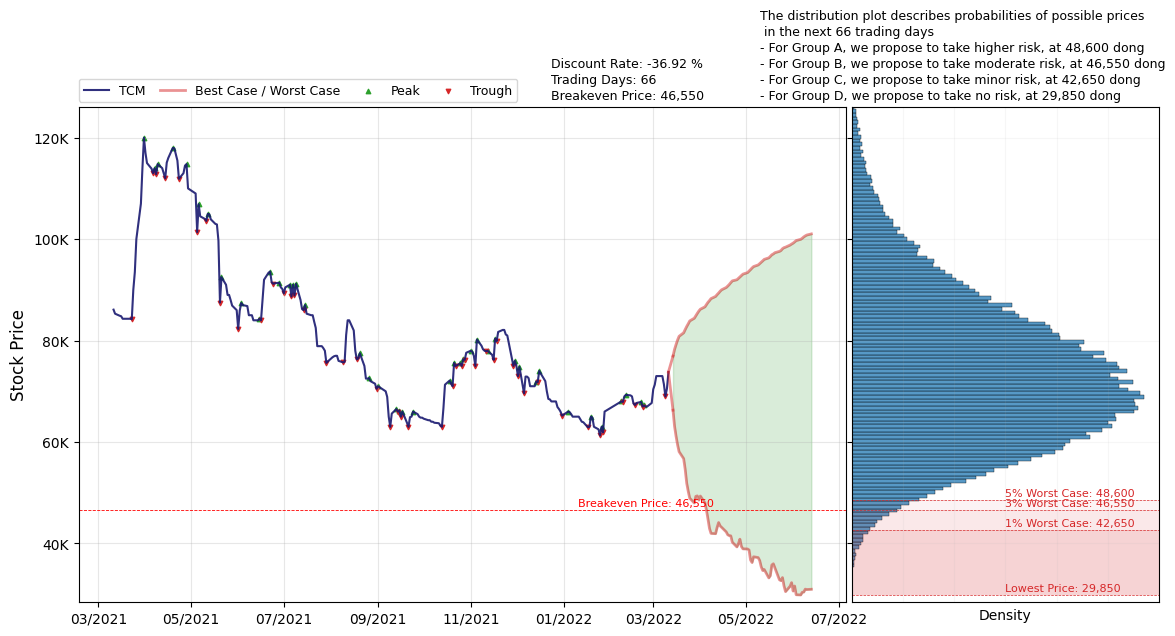 The distribution plot describes probabilities of possible prices
in the next 66 trading days
- For Group A, we propose to take higher risk, at 48,600 dong
- For Group B, we propose to take moderate risk, at 46,550 dong
- For Group C, we propose to take minor risk, at 42,650 dong
- For Group D, we propose to take no risk, at 29,850 dong
Discount Rate: -36.92 %
Trading Days: 66
Breakeven Price: 46,550
TCM
Best Case / Worst Case
Peak
Trough
Stock Price
120K
100K
80K
60K
40K
Breakeven Price: 46,550
5% Worst Case: 48,600
3% Worst Case: 46,550
1% Worst Case: 42,650
Lowest Price: 29,850
03/2021
05/2021
07/2021
09/2021
11/2021
01/2022
03/2022
05/2022
07/2022
Density